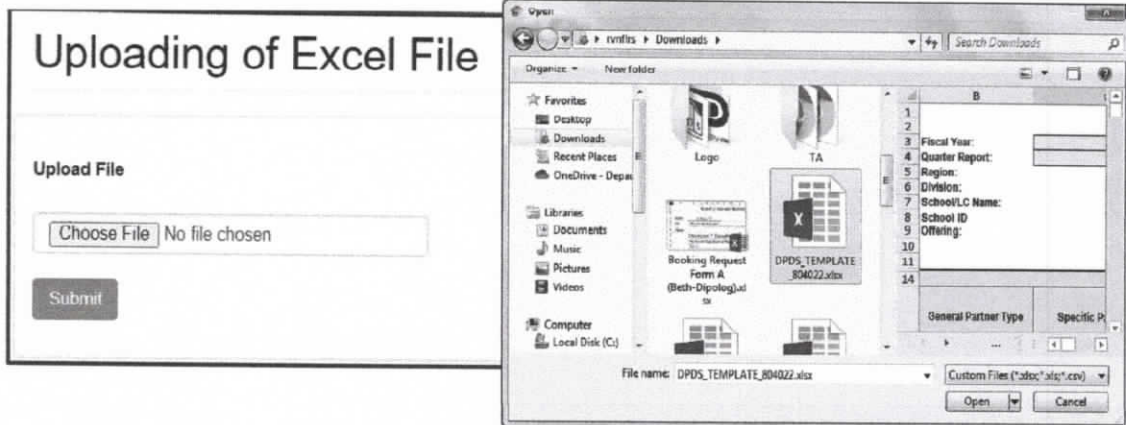 Uploading of Excel File
Upload File
Choose File No file chosen
Submit
Open
rvnflrs ▸ Downloads ▸
Search Downloads
Organize
New folder
Favorites
Desktop
Downloads
Recent Places
OneDrive - Depar
Libraries
Documents
Music
Pictures
Videos
Computer
Local Disk (C:)
Logo
TA
Booking Request
Form A
(Beth-Dipolog).xl
sx
DPDS_TEMPLATE
_804022.xlsx
B
1
2
3 Fiscal Year:
4 Quarter Report:
5 Region:
6 Division:
7 School/LC Name:
8 School ID
9 Offering:
10
11
14
General Partner Type
Specific P
File name: DPDS_TEMPLATE_804022.xlsx
Custom Files (*.xlsx;*.xls;*.csv)
Open
Cancel